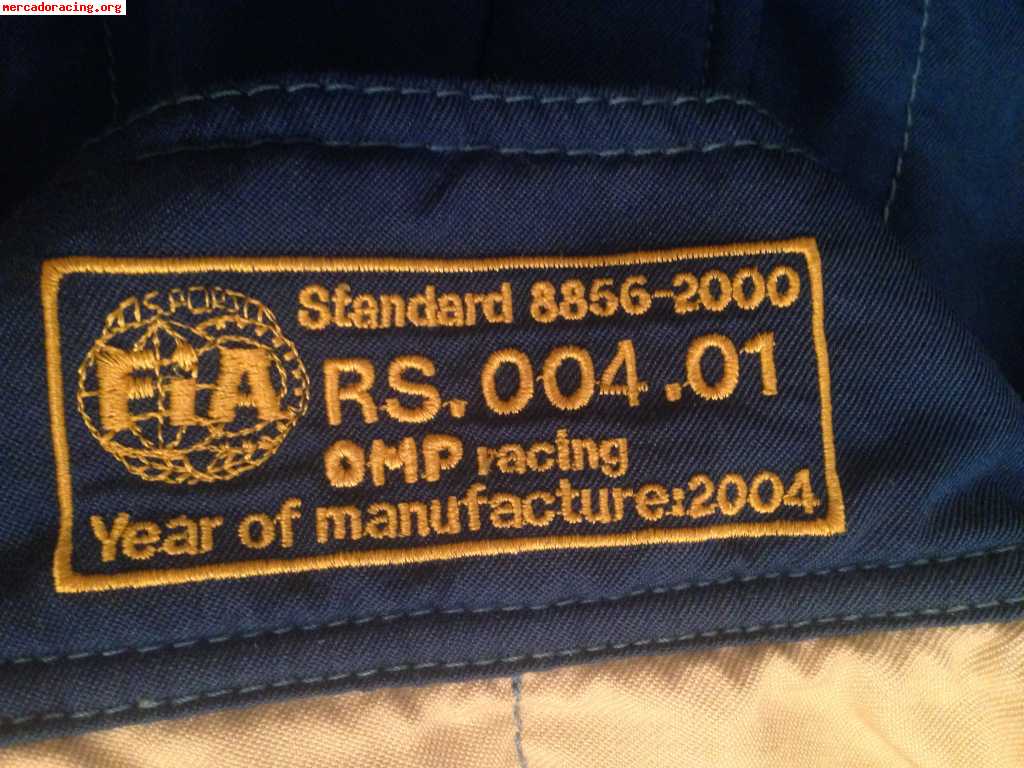 mercadoracing.org
Standard 8856-2000
FIA
RS.004.01
OMP racing
Year of manufacture:2004